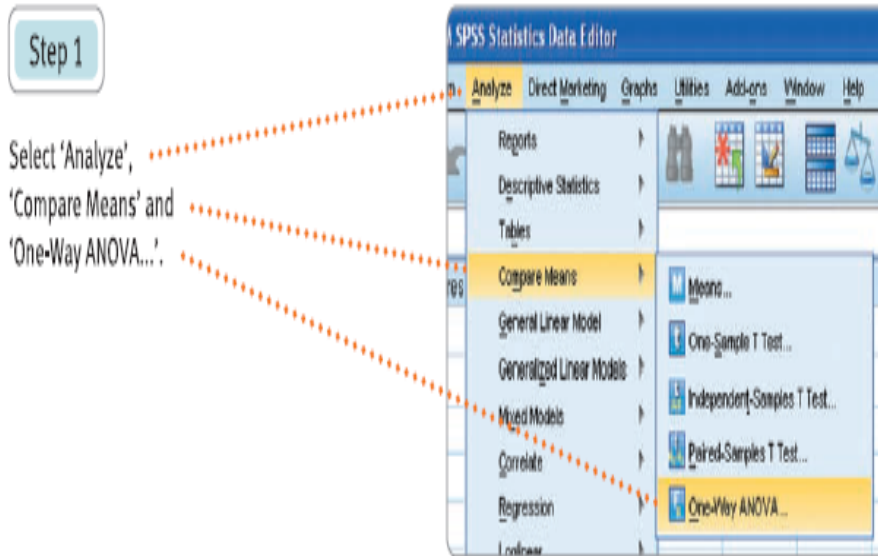 Step 1
Select ‘Analyze’,
‘Compare Means’ and
‘One-Way ANOVA...’.
SPSS Statistics Data Editor
Analyze Direct Marketing Graphs Utilities Add-ons Window Help
Reports
Descriptive Statistics
Tables
Compare Means
General Linear Model
Generalized Linear Models
Mixed Models
Correlate
Regression
Loglinear
Means...
One-Sample T Test...
Independent-Samples T Test...
Paired-Samples T Test...
One-Way ANOVA...